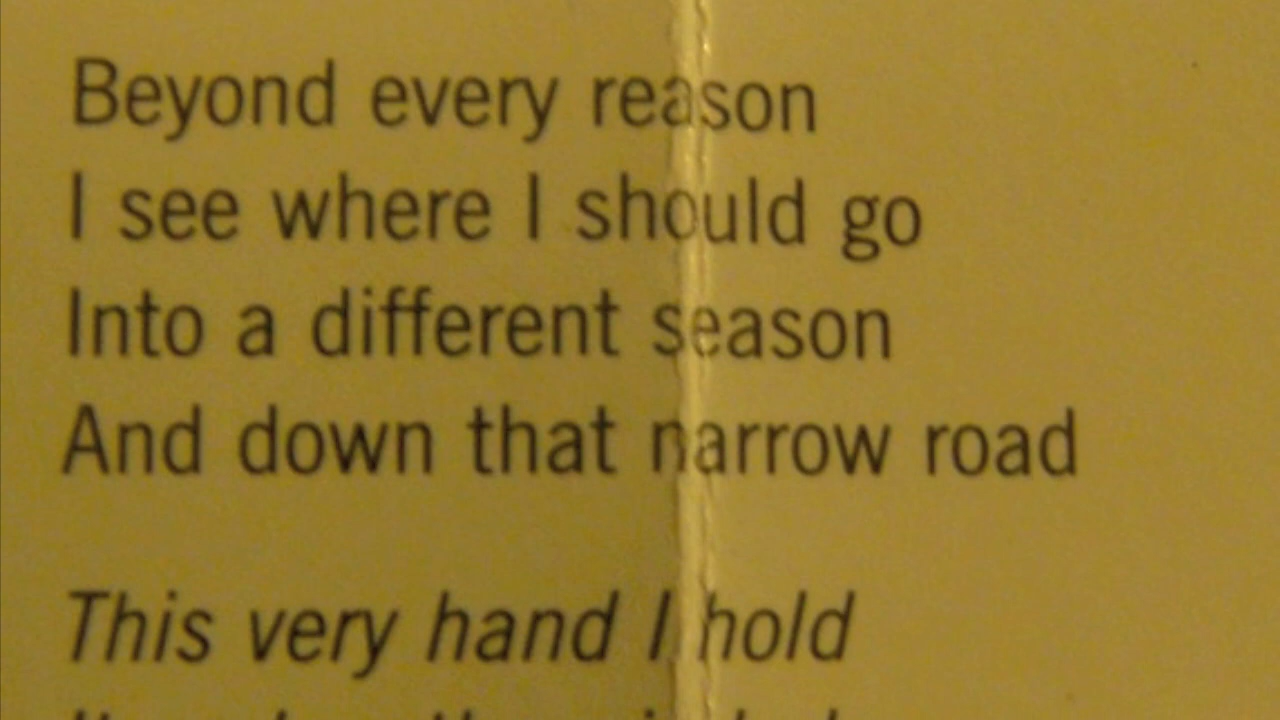 Beyond every reason
I see where I should go
Into a different season
And down that narrow road
This very hand I hold